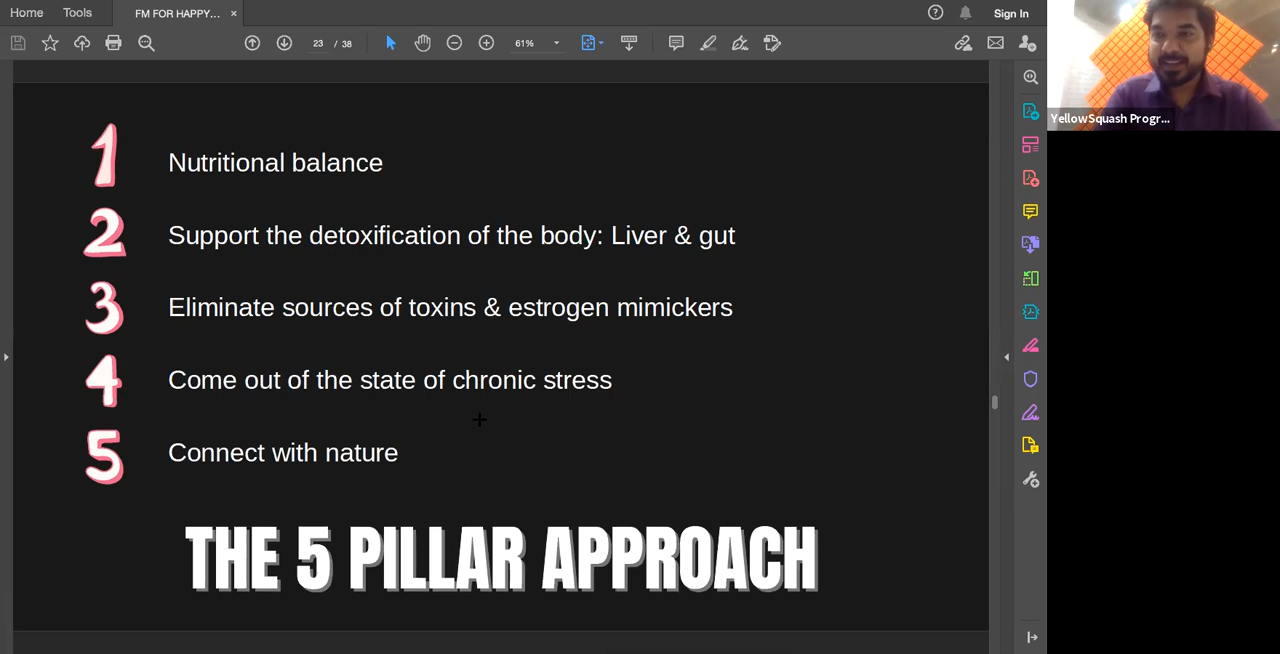 Home Tools FM FOR HAPPY... × Sign In
23 / 38 61%
YellowSquash Progr...
1 Nutritional balance
2 Support the detoxification of the body: Liver & gut
3 Eliminate sources of toxins & estrogen mimickers
4 Come out of the state of chronic stress
5 Connect with nature
THE 5 PILLAR APPROACH